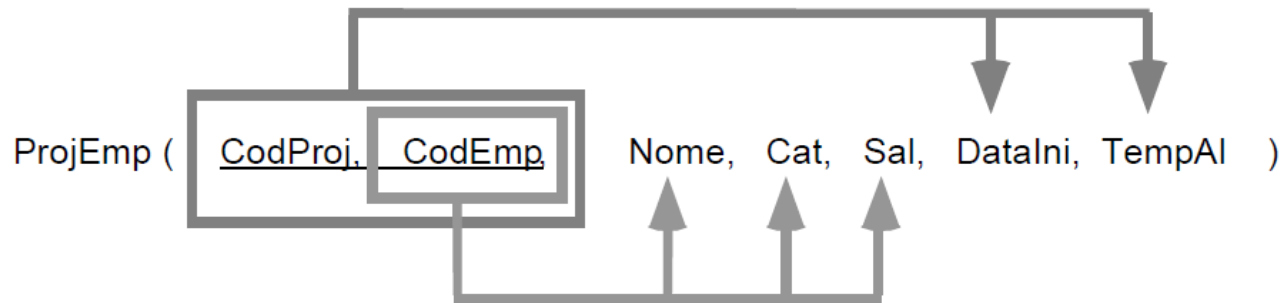 ProjEmp ( CodProj, CodEmp, Nome, Cat, Sal, DataIni, TempAl )